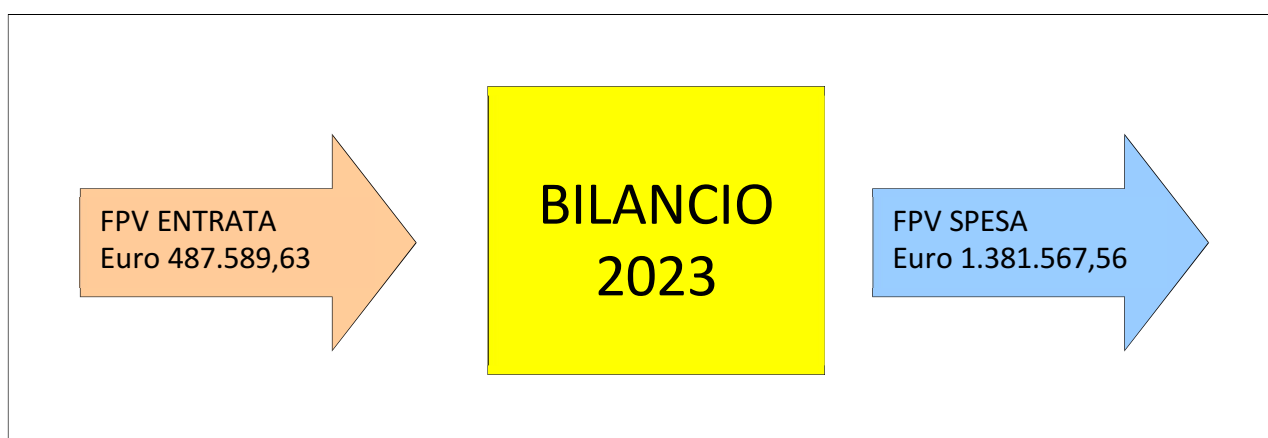 FPV ENTRATA
Euro 487.589,63
BILANCIO
2023
FPV SPESA
Euro 1.381.567,56